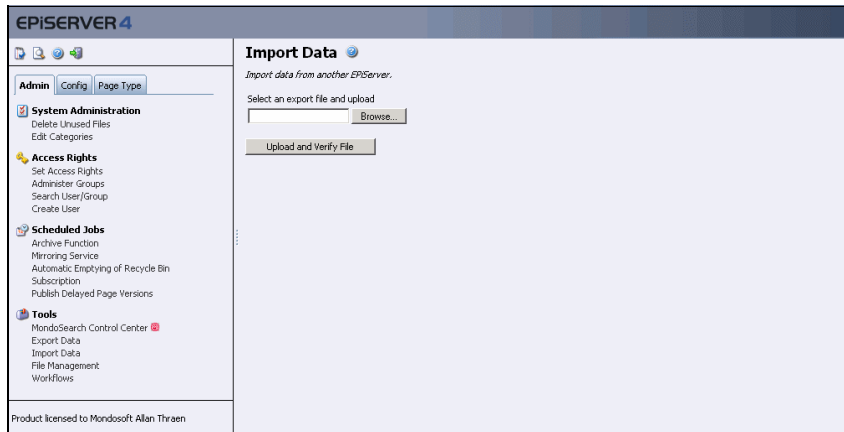 EPiSERVER 4
Admin Config Page Type
System Administration
Delete Unused Files
Edit Categories
Access Rights
Set Access Rights
Administer Groups
Search User/Group
Create User
Scheduled Jobs
Archive Function
Mirroring Service
Automatic Emptying of Recycle Bin
Subscription
Publish Delayed Page Versions
Tools
MondoSearch Control Center
Export Data
Import Data
File Management
Workflows
Product licensed to Mondosoft Allan Thraen
Import Data
Import data from another EPiServer.
Select an export file and upload
Browse...
Upload and Verify File